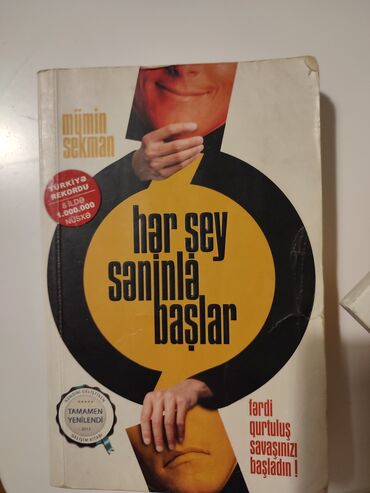 mümin
sekman
TÜRKİYƏ
REKORDU
8 İLDƏ
1.000.000
NÜSXƏ
hər şey
səninlə
başlar
TAMAMEN
YENİLENDİ
fərdi
qurtuluş
savaşınızı
başladın!